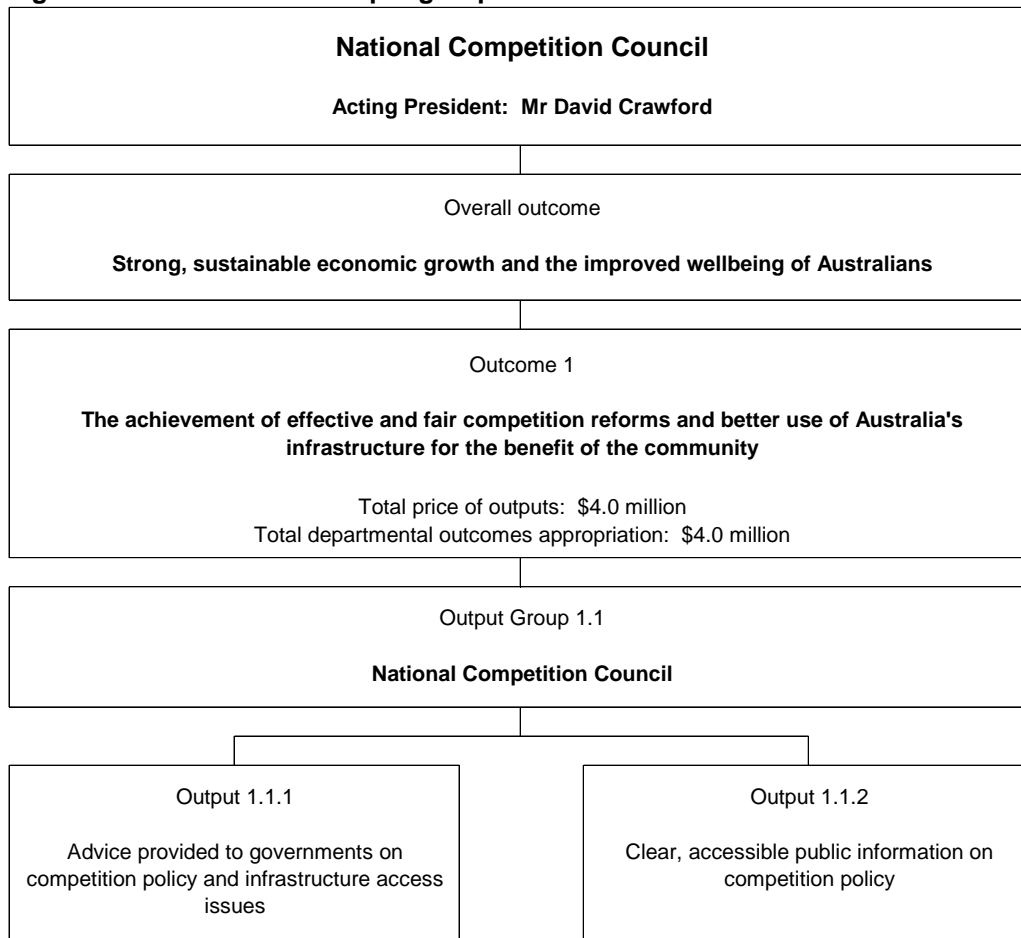 National Competition Council
Acting President: Mr David Crawford
Overall outcome
Strong, sustainable economic growth and the improved wellbeing of Australians
Outcome 1
The achievement of effective and fair competition reforms and better use of Australia's
infrastructure for the benefit of the community
Total price of outputs: $4.0 million
Total departmental outcomes appropriation: $4.0 million
Output Group 1.1
National Competition Council
Output 1.1.1
Advice provided to governments on
competition policy and infrastructure access
issues
Output 1.1.2
Clear, accessible public information on
competition policy